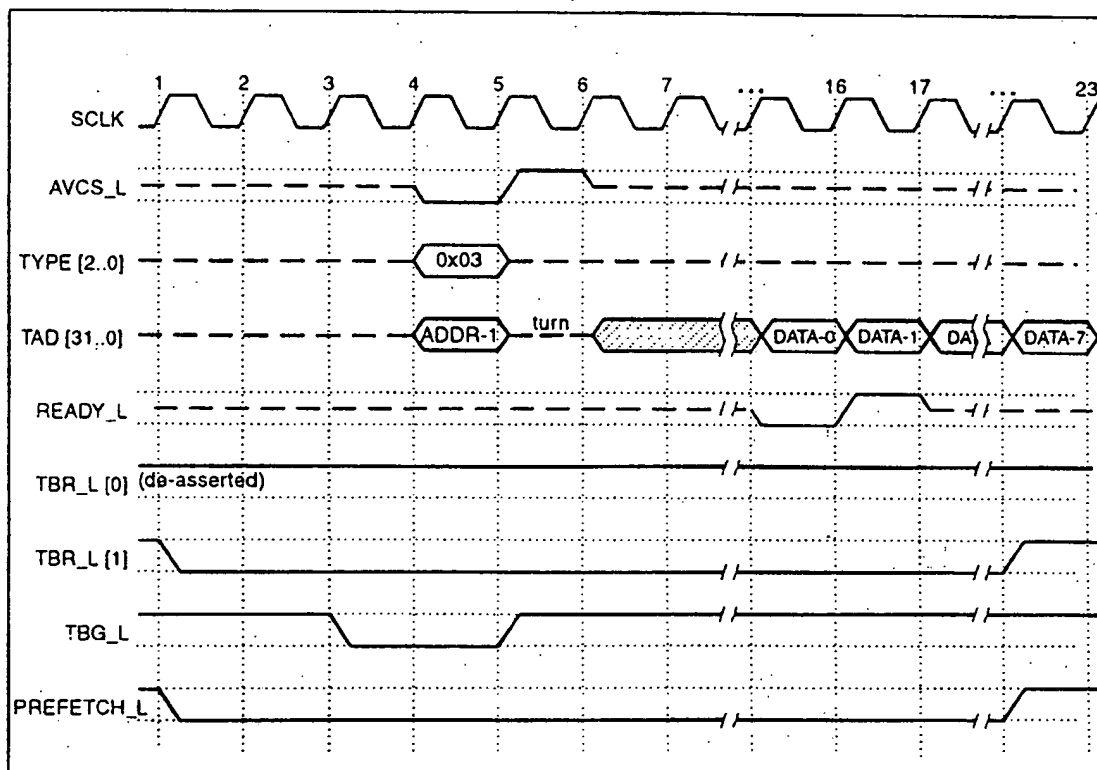 1 2 3 4 5 6 7 ... 16 17 ... 23
SCLK
AVCS_L
TYPE [2..0] 0x03
TAD [31..0] ADDR-1 turn DATA-0 DATA-1 DA DATA-7
READY_L
TBR_L [0] (de-asserted)
TBR_L [1]
TBG_L
PREFETCH_L